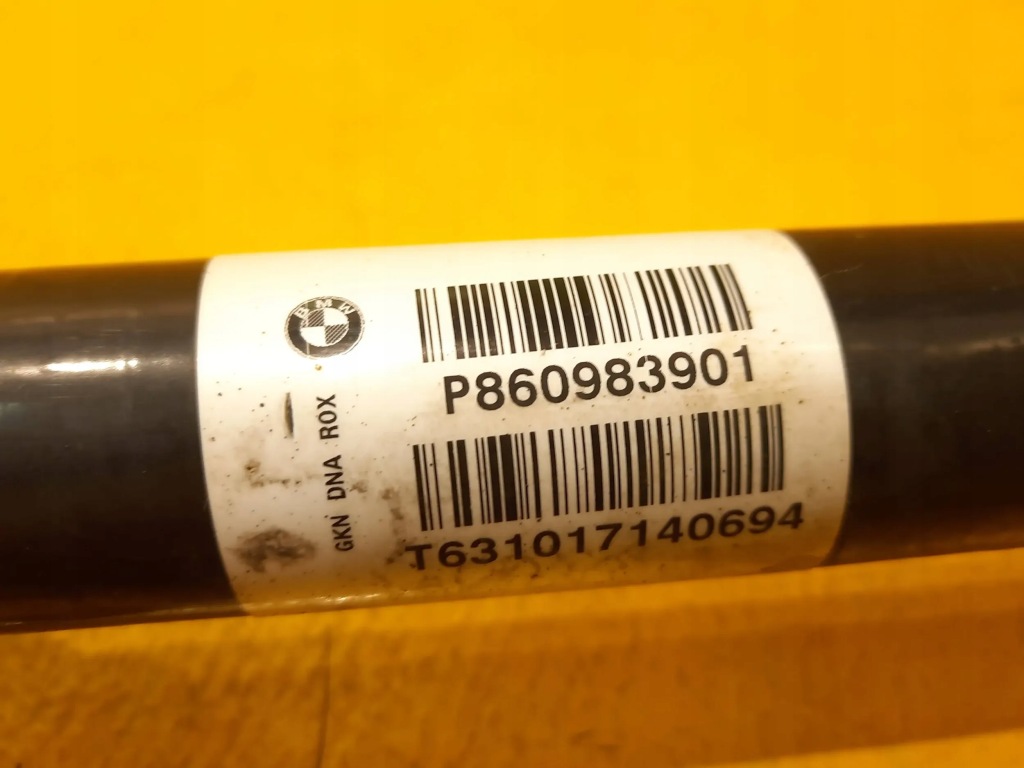 BMW
P860983901
GKN DNA ROX
T631017140694